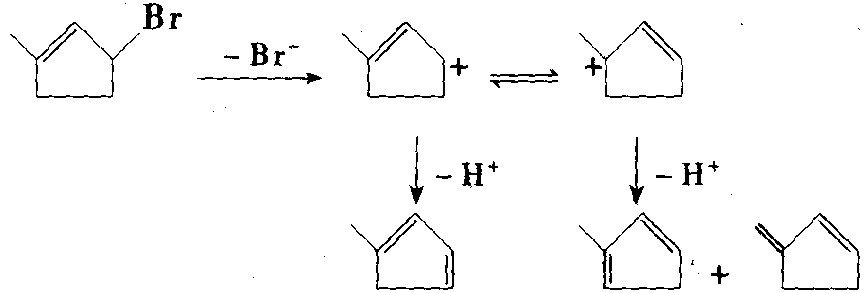 Br
– Br⁻
+
+
– H⁺
– H⁺
+